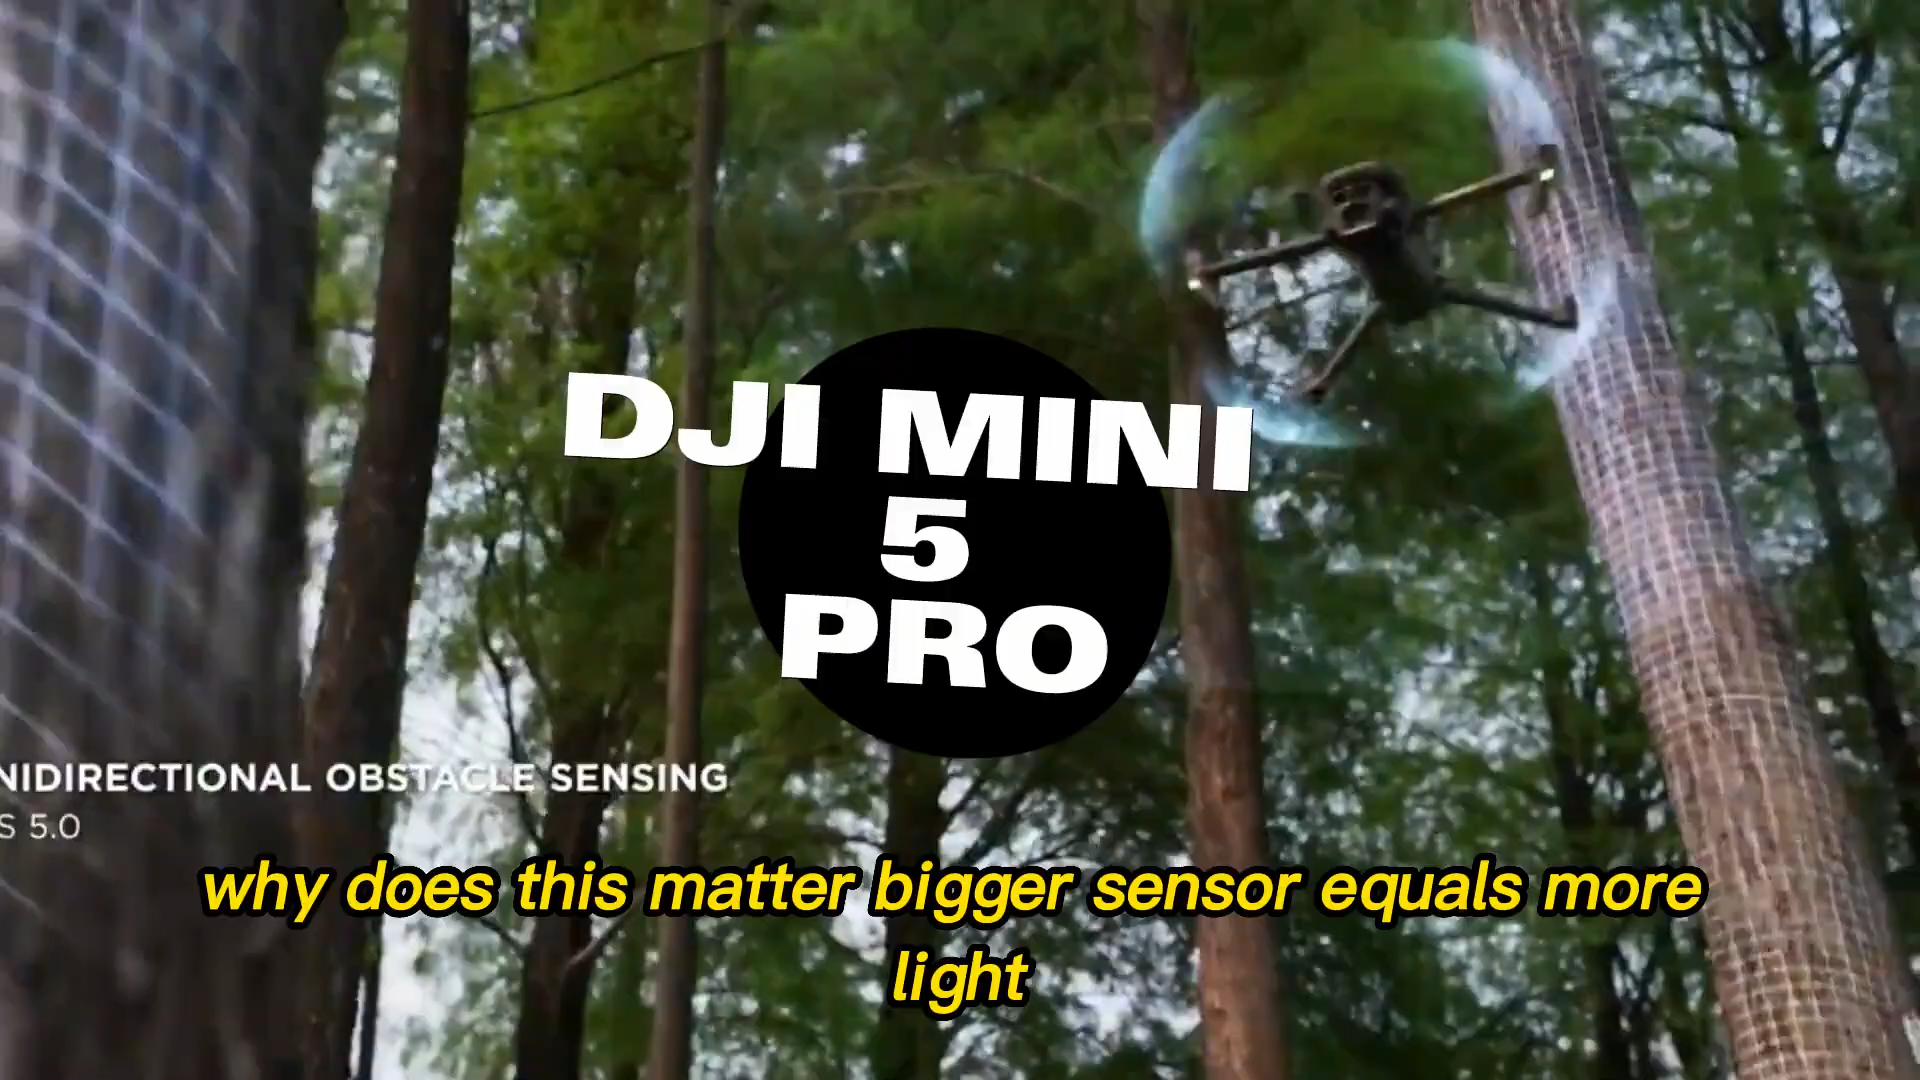 DJI MINI
5
PRO
NIDIRECTIONAL OBSTACLE SENSING
S 5.0
why does this matter bigger sensor equals more
light